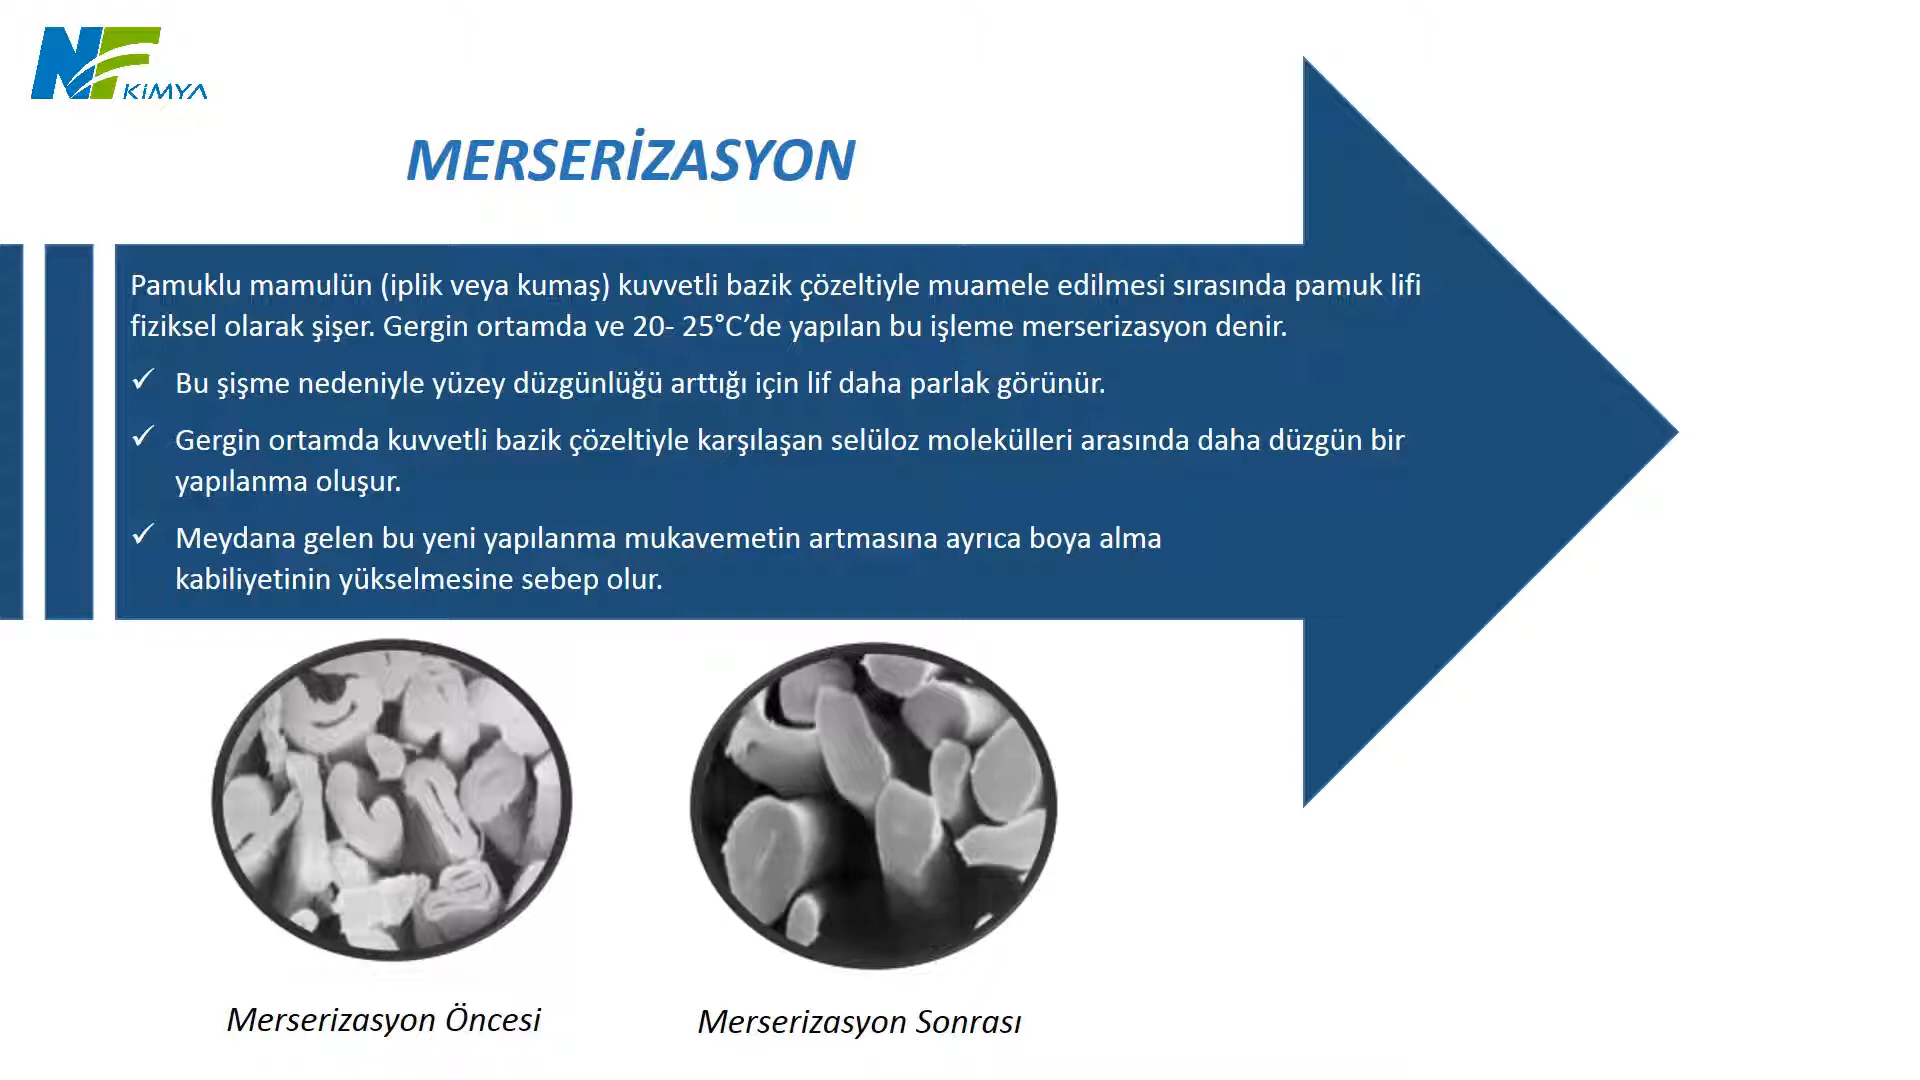 NF KİMYA
MERSERİZASYON
Pamuklu mamulün (iplik veya kumaş) kuvvetli bazik çözeltiyle muamele edilmesi sırasında pamuk lifi
fiziksel olarak şişer. Gergin ortamda ve 20- 25°C’de yapılan bu işleme merserizasyon denir.
✓ Bu şişme nedeniyle yüzey düzgünlüğü arttığı için lif daha parlak görünür.
✓ Gergin ortamda kuvvetli bazik çözeltiyle karşılaşan selüloz molekülleri arasında daha düzgün bir
yapılanma oluşur.
✓ Meydana gelen bu yeni yapılanma mukavemetin artmasına ayrıca boya alma
kabiliyetinin yükselmesine sebep olur.
Merserizasyon Öncesi
Merserizasyon Sonrası